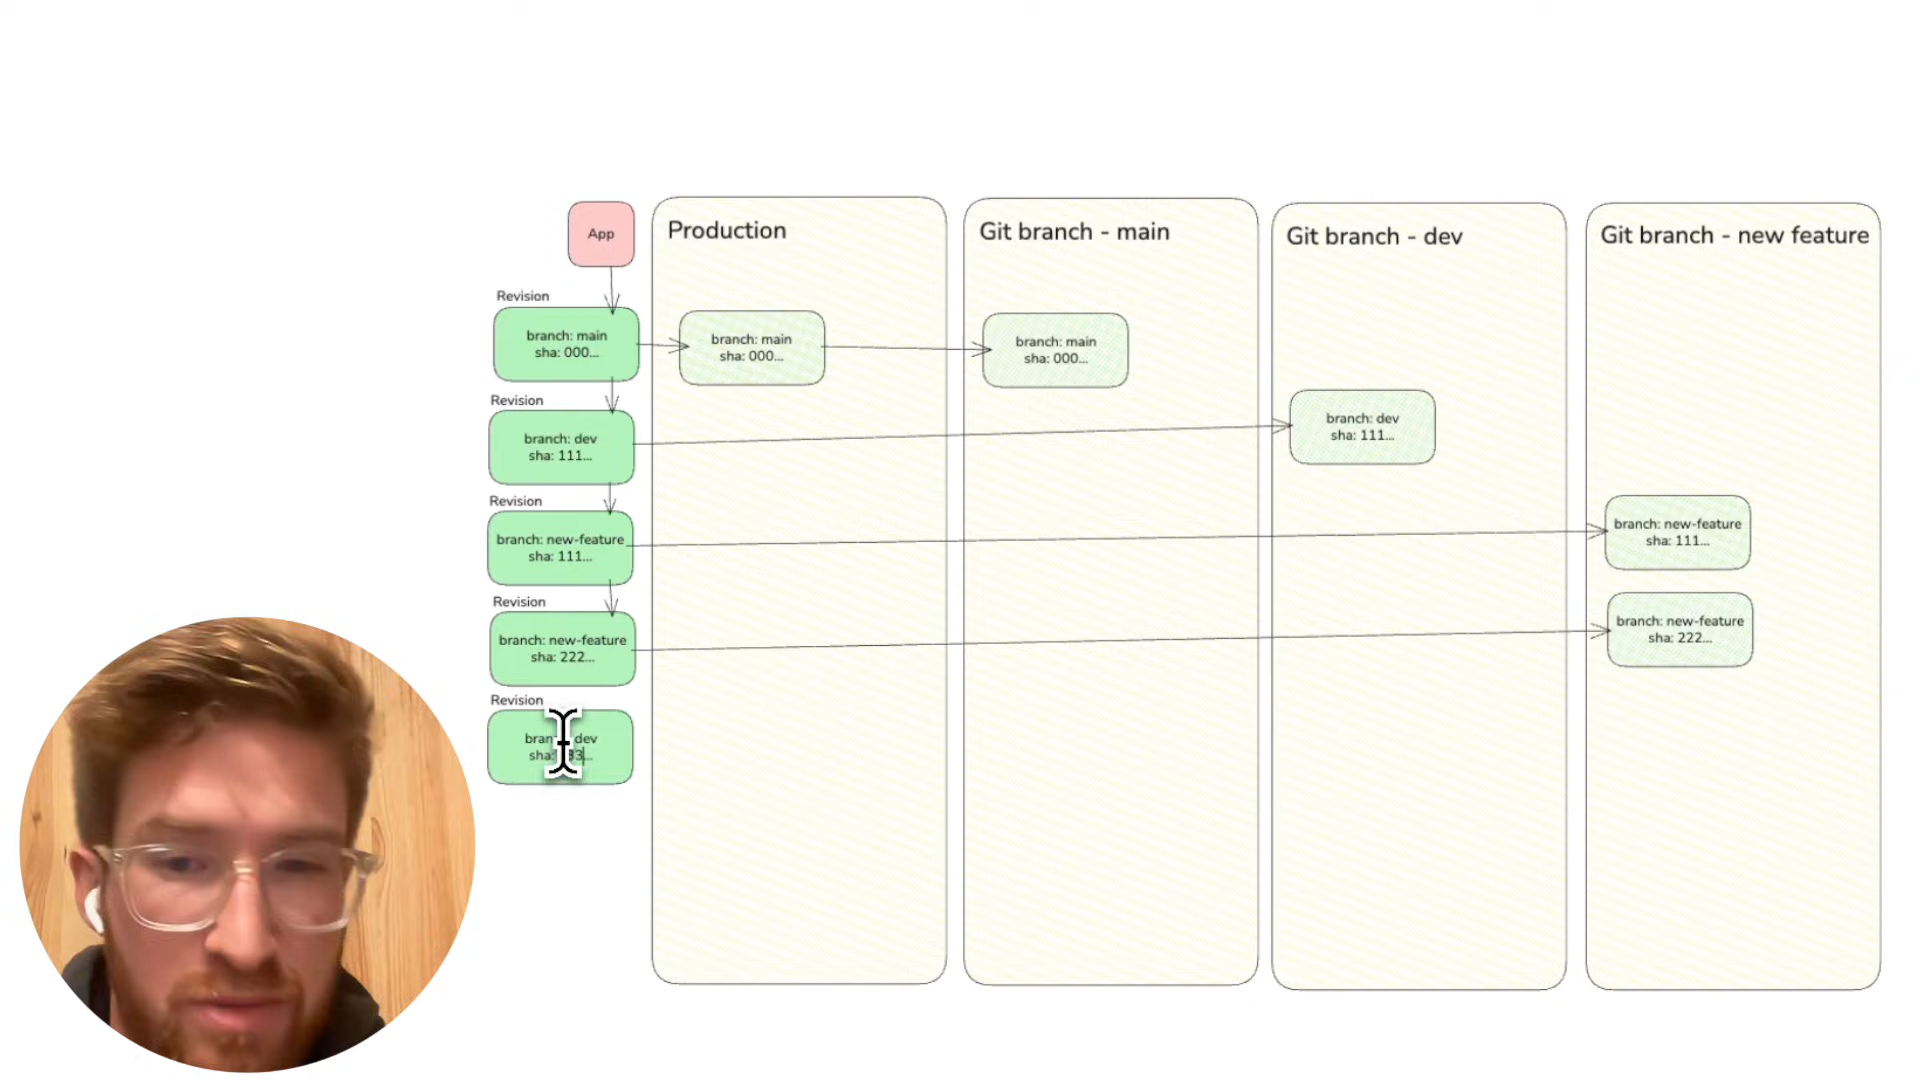 App
Production
Git branch - main
Git branch - dev
Git branch - new feature
Revision
branch: main
sha: 000...
branch: main
sha: 000...
branch: main
sha: 000...
Revision
branch: dev
sha: 111...
branch: dev
sha: 111...
Revision
branch: new-feature
sha: 111...
branch: new-feature
sha: 111...
Revision
branch: new-feature
sha: 222...
branch: new-feature
sha: 222...
Revision
dev
sha: